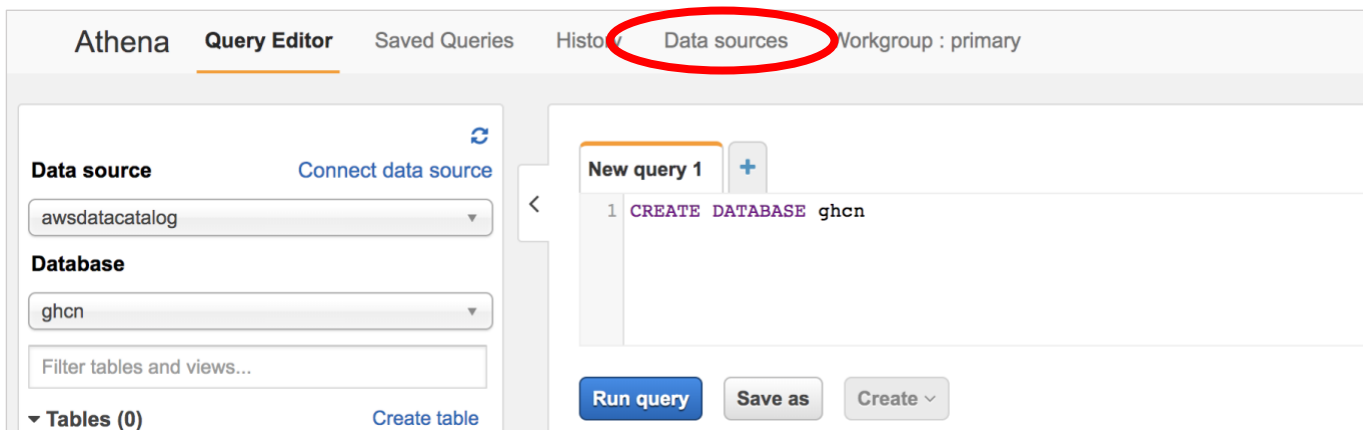 Athena Query Editor Saved Queries History Data sources Workgroup : primary
Data source Connect data source
awsdatacatalog
Database
ghcn
Filter tables and views...
Tables (0) Create table
New query 1 +
1 CREATE DATABASE ghcn
Run query Save as Create